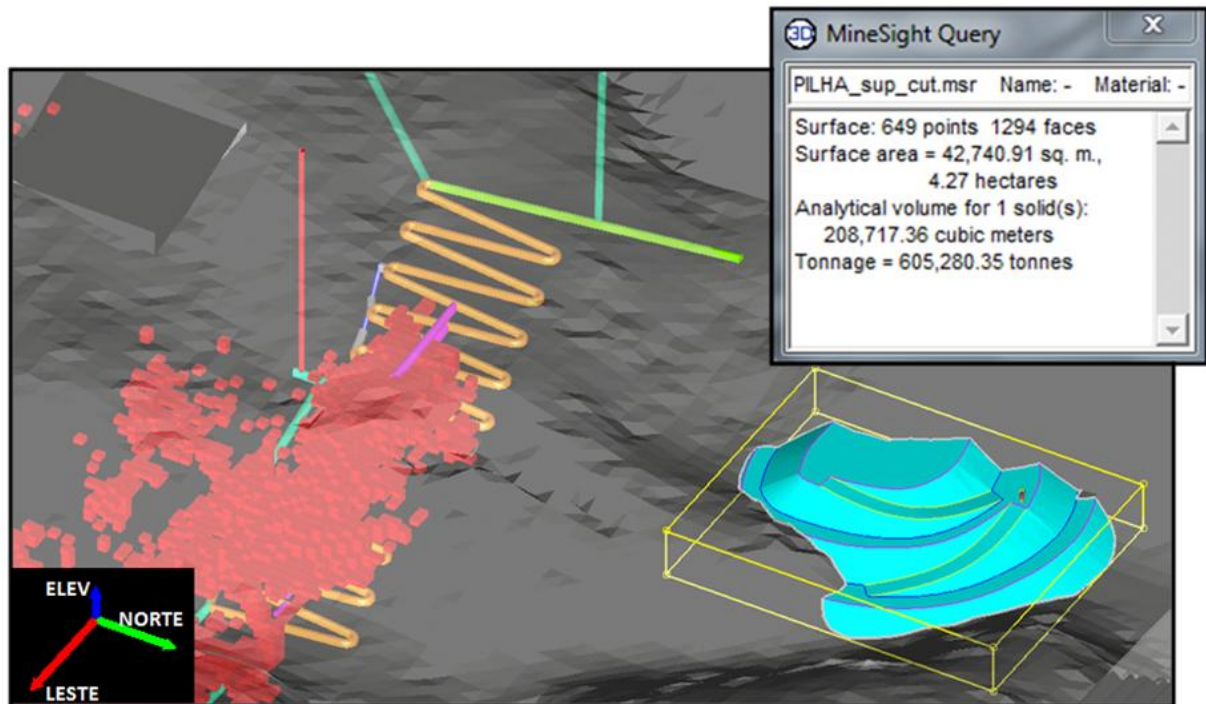 3D MineSight Query X
PILHA_sup_cut.msr Name: - Material: -
Surface: 649 points 1294 faces
Surface area = 42,740.91 sq. m.,
4.27 hectares
Analytical volume for 1 solid(s):
208,717.36 cubic meters
Tonnage = 605,280.35 tonnes
ELEV
NORTE
LESTE